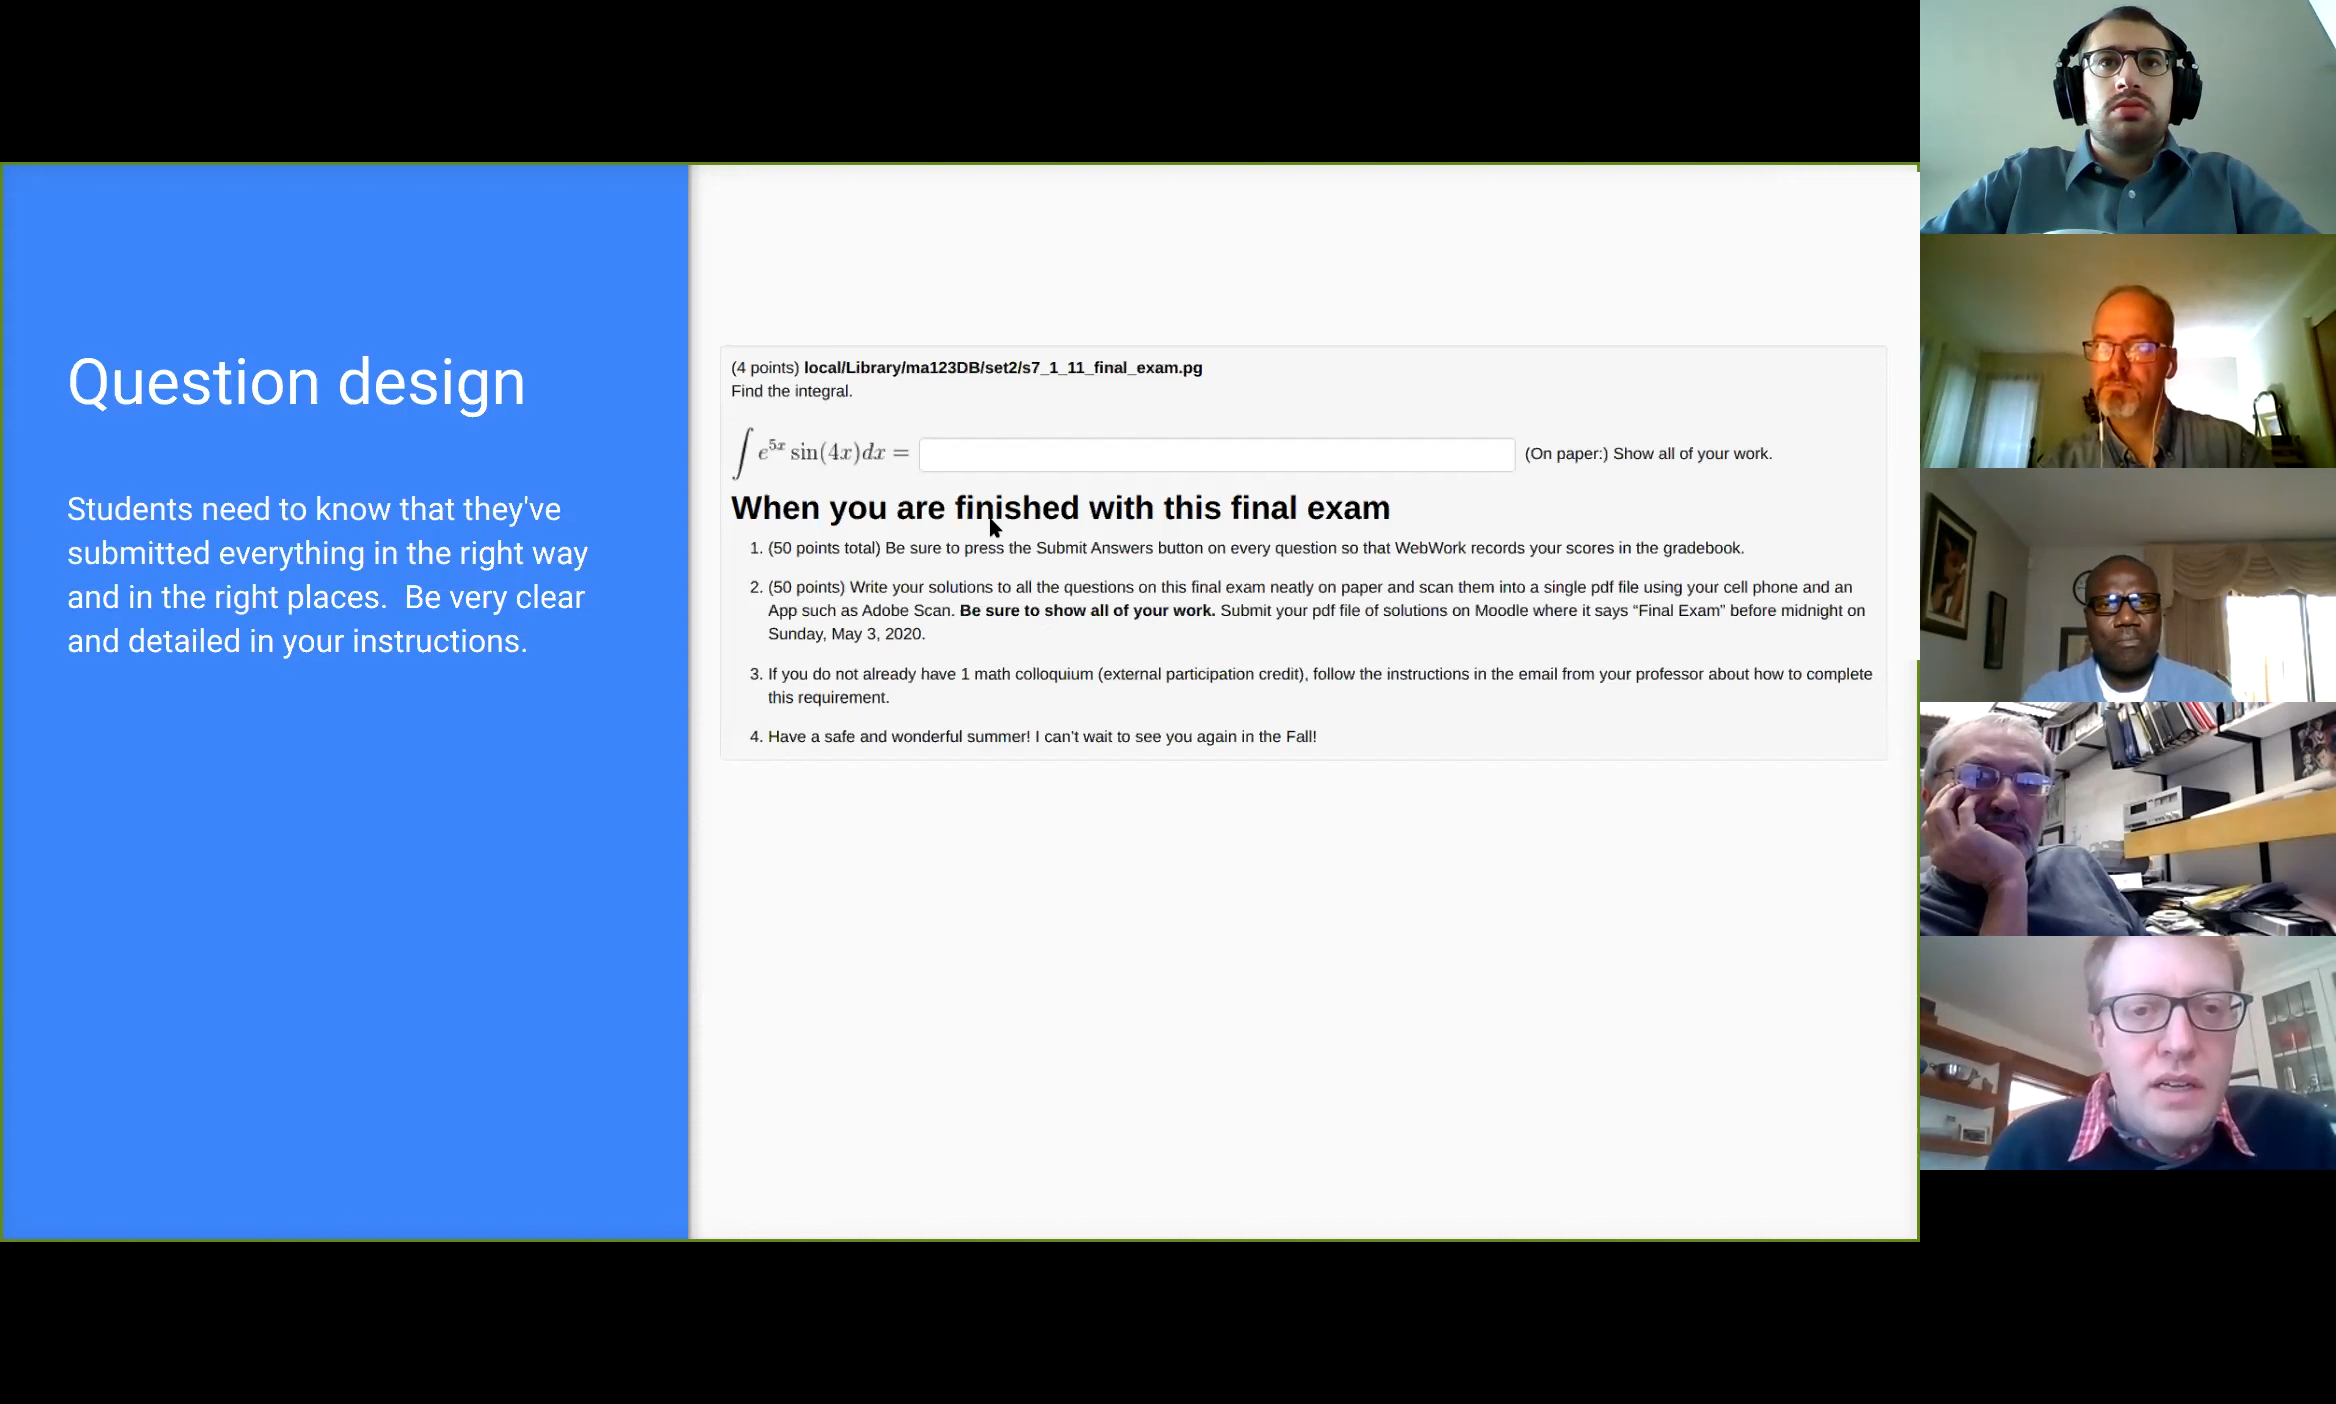 Question design
Students need to know that they've
submitted everything in the right way
and in the right places.  Be very clear
and detailed in your instructions.
(4 points) local/Library/ma123DB/set2/s7_1_11_final_exam.pg
Find the integral.
∫ e^{5x} sin(4x)dx = (On paper:) Show all of your work.
When you are finished with this final exam
1. (50 points total) Be sure to press the Submit Answers button on every question so that WebWork records your scores in the gradebook.
2. (50 points) Write your solutions to all the questions on this final exam neatly on paper and scan them into a single pdf file using your cell phone and an
App such as Adobe Scan. Be sure to show all of your work. Submit your pdf file of solutions on Moodle where it says “Final Exam” before midnight on
Sunday, May 3, 2020.
3. If you do not already have 1 math colloquium (external participation credit), follow the instructions in the email from your professor about how to complete
this requirement.
4. Have a safe and wonderful summer! I can't wait to see you again in the Fall!